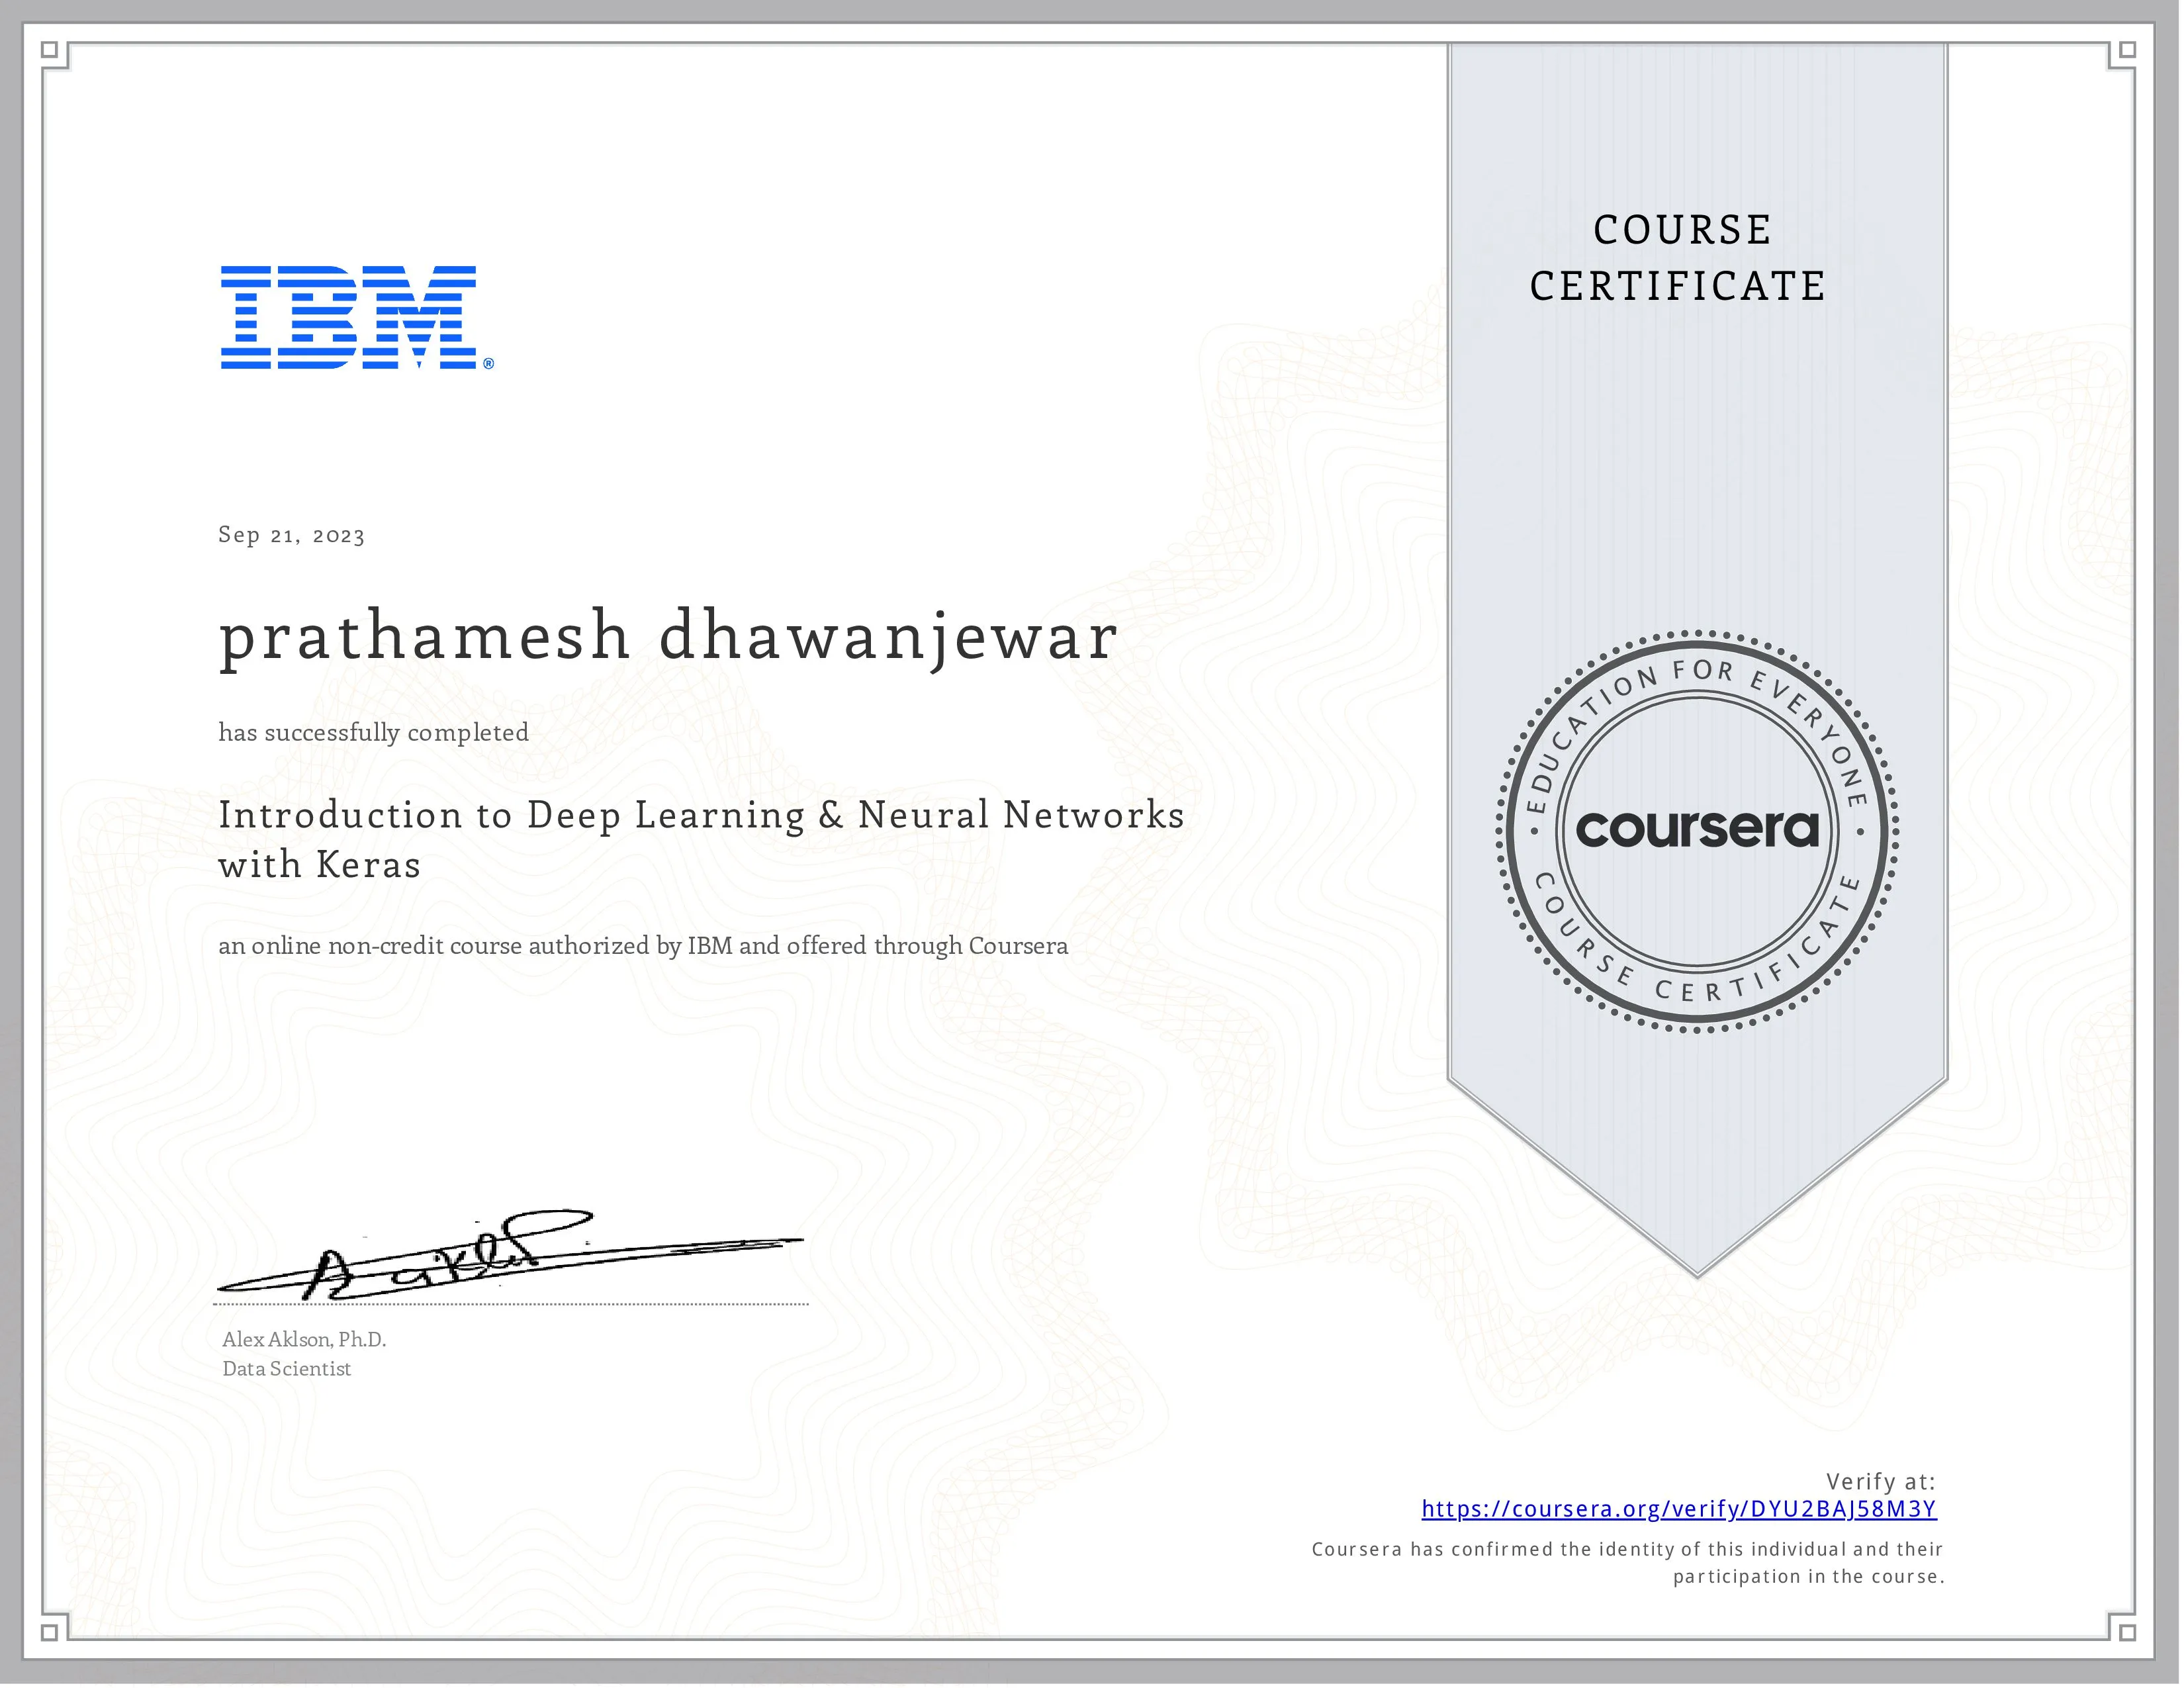 IBM®
COURSE
CERTIFICATE
Sep 21, 2023
prathamesh dhawanjewar
has successfully completed
Introduction to Deep Learning & Neural Networks
with Keras
an online non-credit course authorized by IBM and offered through Coursera
EDUCATION FOR EVERYONE
coursera
COURSE CERTIFICATE
Alex Aklson, Ph.D.
Data Scientist
Verify at:
https://coursera.org/verify/DYU2BAJ58M3Y
Coursera has confirmed the identity of this individual and their
participation in the course.